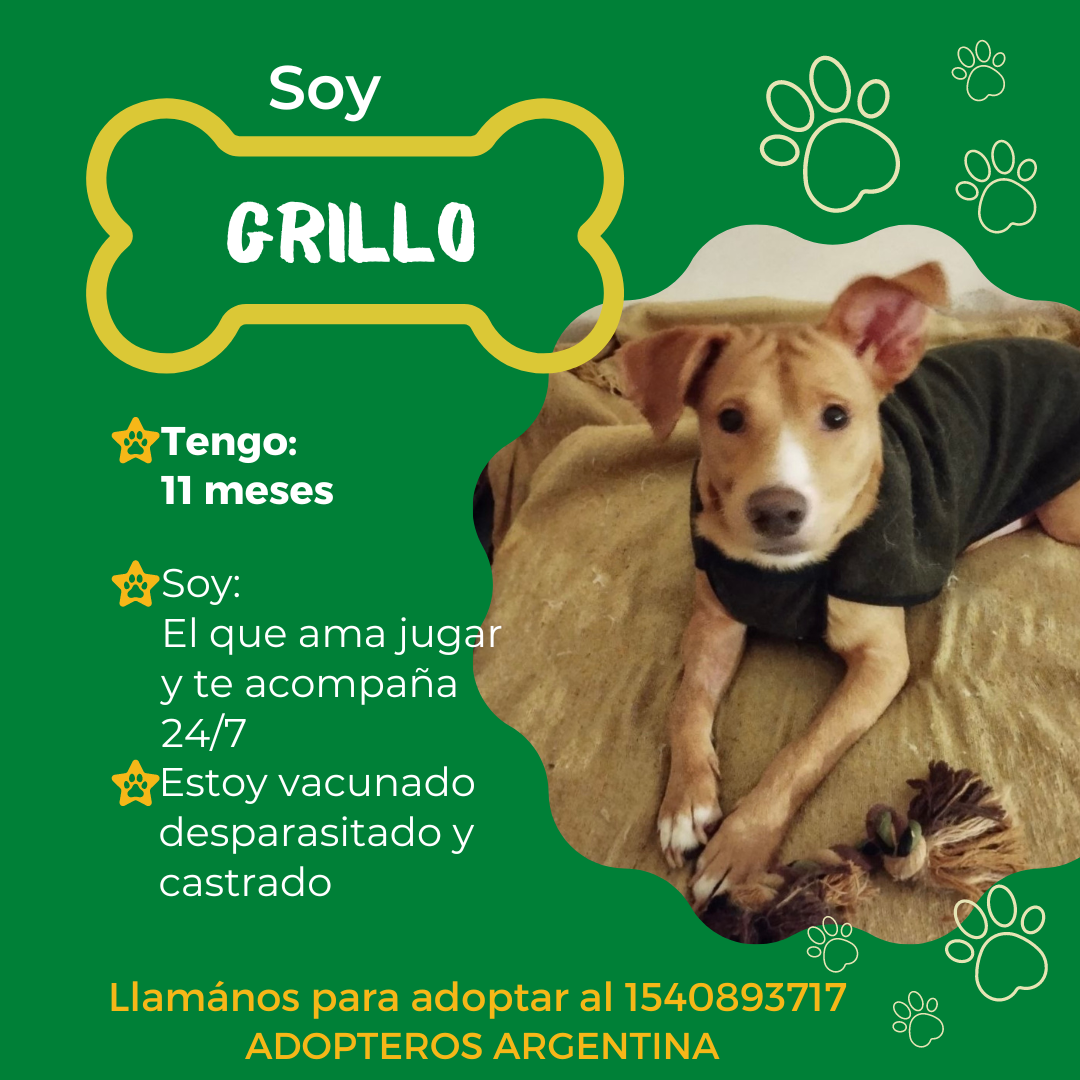 Soy
GRILLO
Tengo:
11 meses
Soy:
El que ama jugar
y te acompaña
24/7
Estoy vacunado
desparasitado y
castrado
Llamános para adoptar al 1540893717
ADOPTEROS ARGENTINA